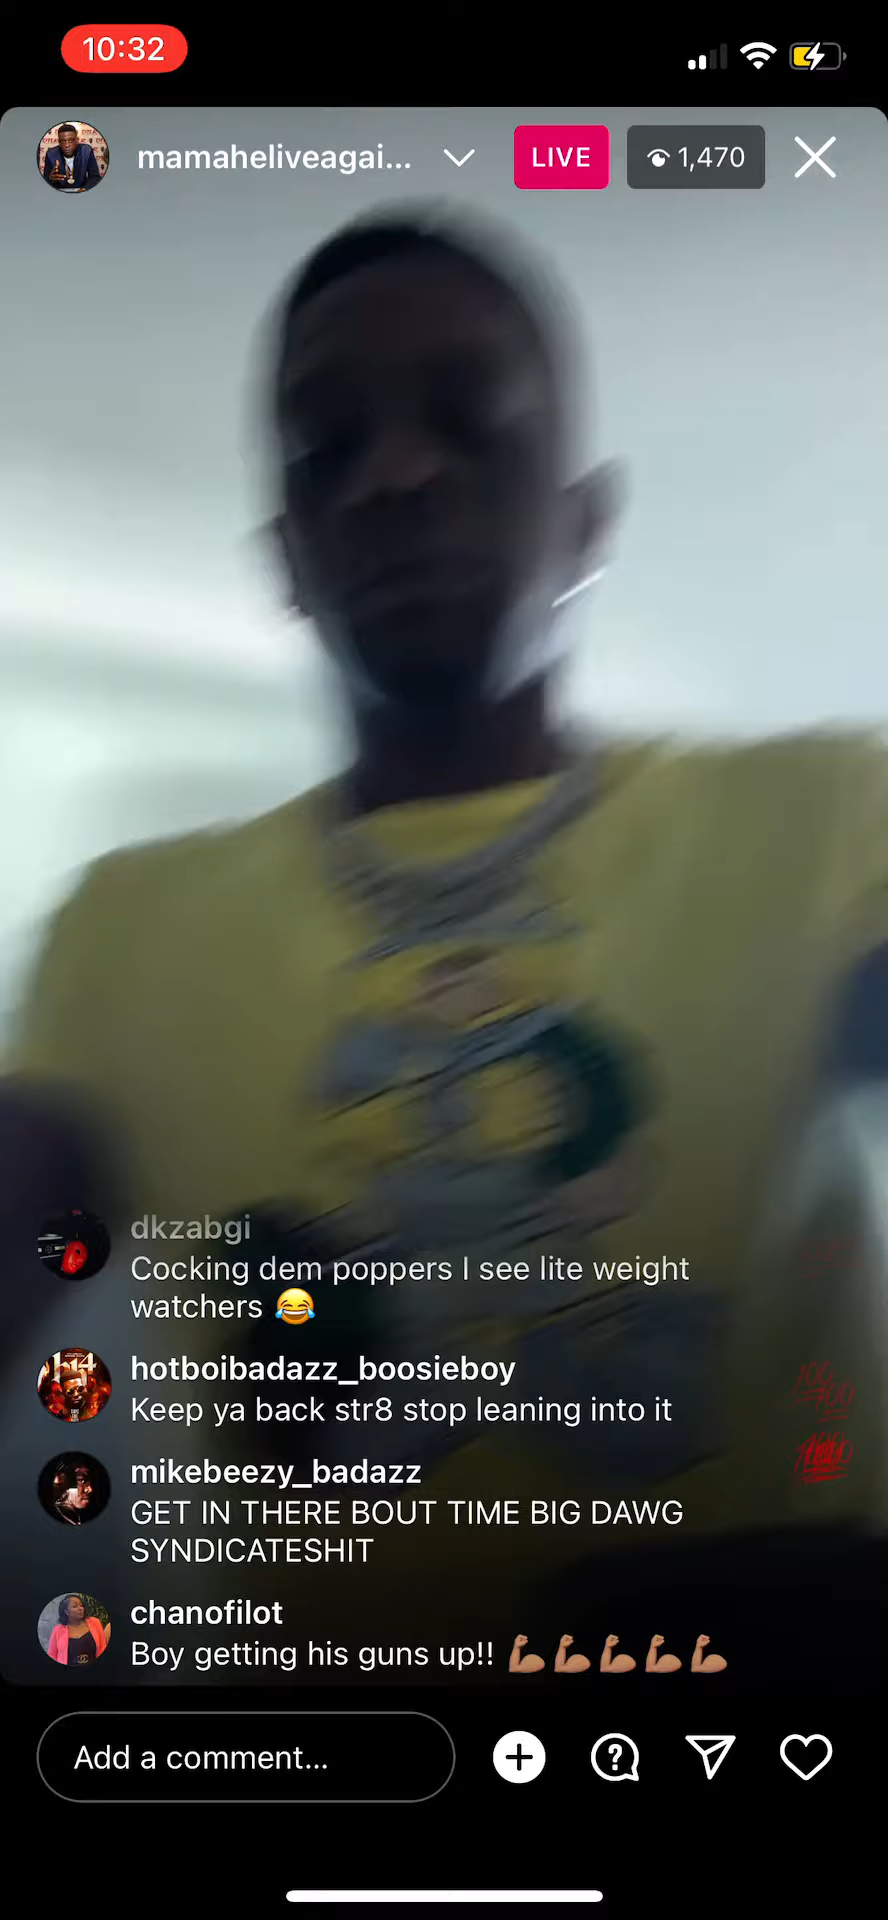 10:32
mamaheliveagai...
LIVE
1,470
dkzabgi
Cocking dem poppers I see lite weight
watchers 😂
hotboibadazz_boosieboy
Keep ya back str8 stop leaning into it
mikebeezy_badazz
GET IN THERE BOUT TIME BIG DAWG
SYNDICATESHIT
chanofilot
Boy getting his guns up!! 💪🏽💪🏽💪🏽💪🏽💪🏽
Add a comment...